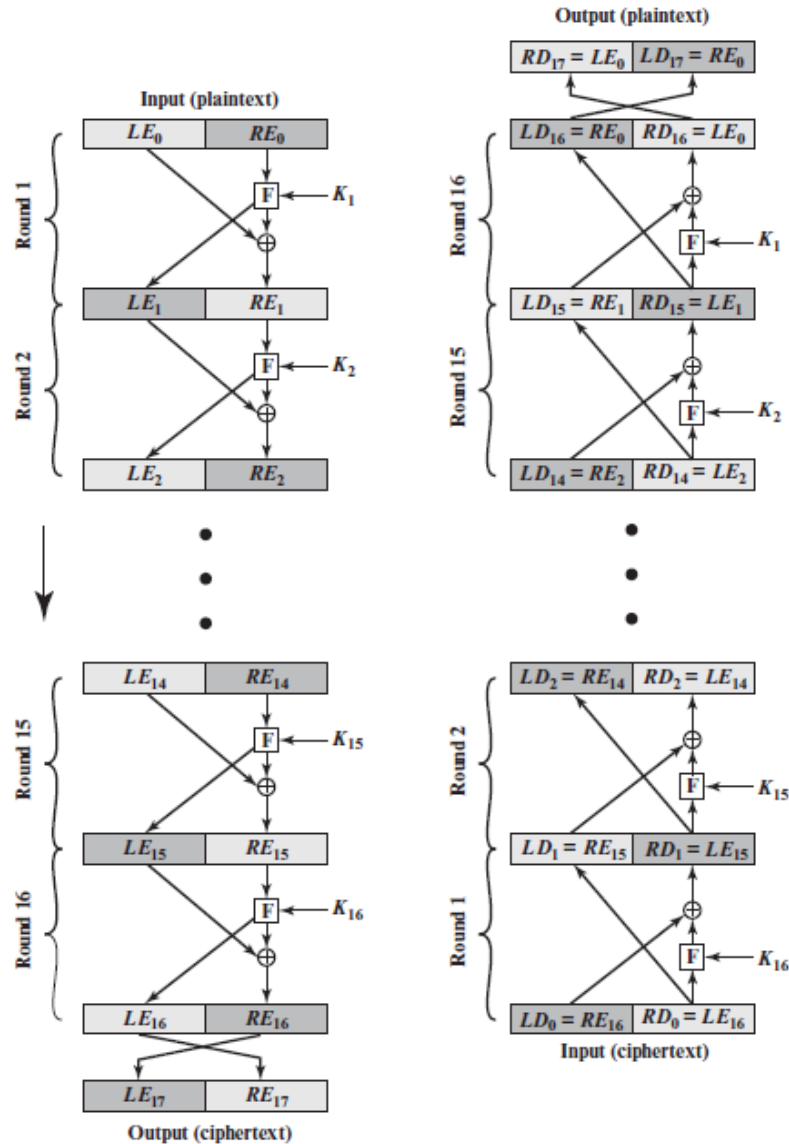 Input (plaintext)
LE₀ RE₀
Round 1
F K₁
LE₁ RE₁
Round 2
F K₂
LE₂ RE₂
LE₁₄ RE₁₄
Round 15
F K₁₅
LE₁₅ RE₁₅
Round 16
F K₁₆
LE₁₆ RE₁₆
LE₁₇ RE₁₇
Output (ciphertext)
Output (plaintext)
RD₁₇ = LE₀ LD₁₇ = RE₀
LD₁₆ = RE₀ RD₁₆ = LE₀
Round 16
F K₁
LD₁₅ = RE₁ RD₁₅ = LE₁
Round 15
F K₂
LD₁₄ = RE₂ RD₁₄ = LE₂
LD₂ = RE₁₄ RD₂ = LE₁₄
Round 2
F K₁₅
LD₁ = RE₁₅ RD₁ = LE₁₅
Round 1
F K₁₆
LD₀ = RE₁₆ RD₀ = LE₁₆
Input (ciphertext)